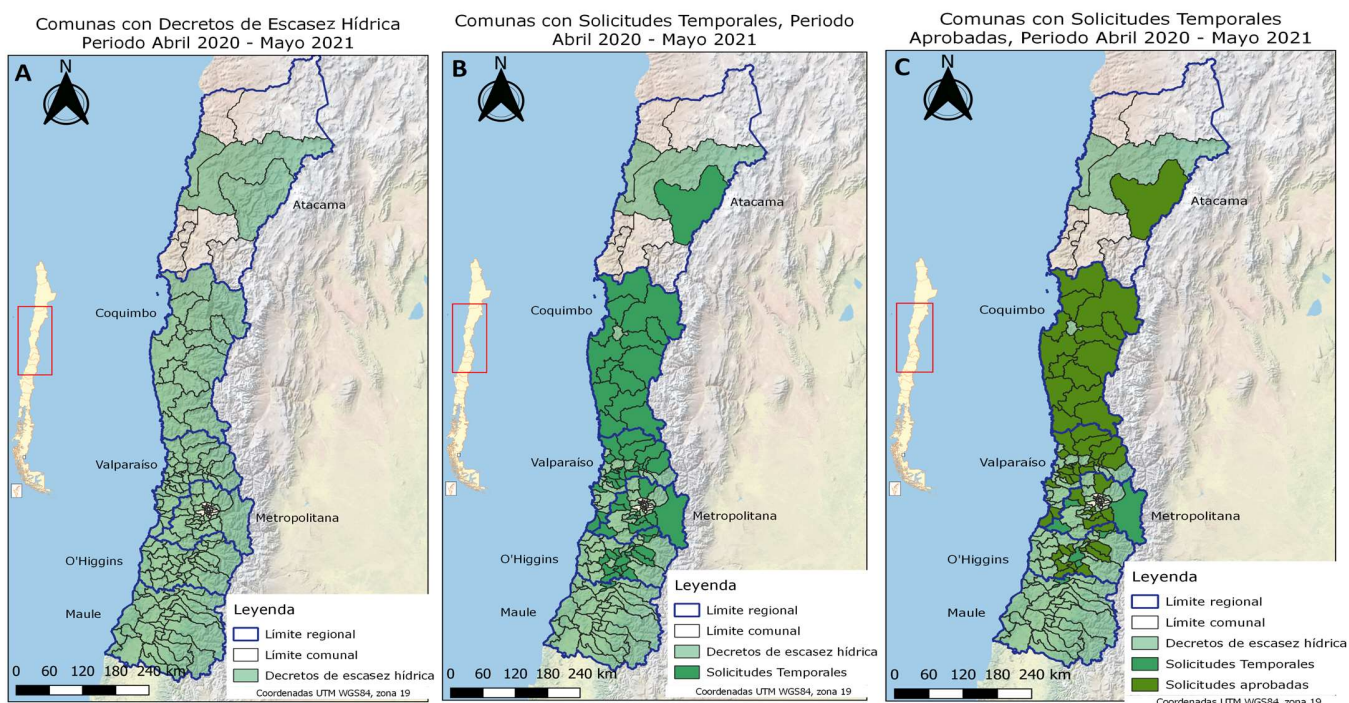 Comunas con Decretos de Escasez Hídrica
Periodo Abril 2020 - Mayo 2021
A
N
Atacama
Coquimbo
Valparaíso
Metropolitana
O'Higgins
Maule
Leyenda
Límite regional
Límite comunal
Decretos de escasez hídrica
0 60 120 180 240 km
Coordenadas UTM WGS84, zona 19
Comunas con Solicitudes Temporales, Periodo
Abril 2020 - Mayo 2021
B
N
Atacama
Coquimbo
Valparaíso
Metropolitana
O'Higgins
Maule
Leyenda
Límite regional
Límite comunal
Decretos de escasez hídrica
Solicitudes Temporales
0 60 120 180 240 km
Coordenadas UTM WGS84, zona 19
Comunas con Solicitudes Temporales
Aprobadas, Periodo Abril 2020 - Mayo 2021
C
N
Atacama
Coquimbo
Valparaíso
Metropolitana
O'Higgins
Maule
Leyenda
Límite regional
Límite comunal
Decretos de escasez hídrica
Solicitudes Temporales
Solicitudes aprobadas
0 60 120 180 240 km
Coordenadas UTM WGS84, zona 19